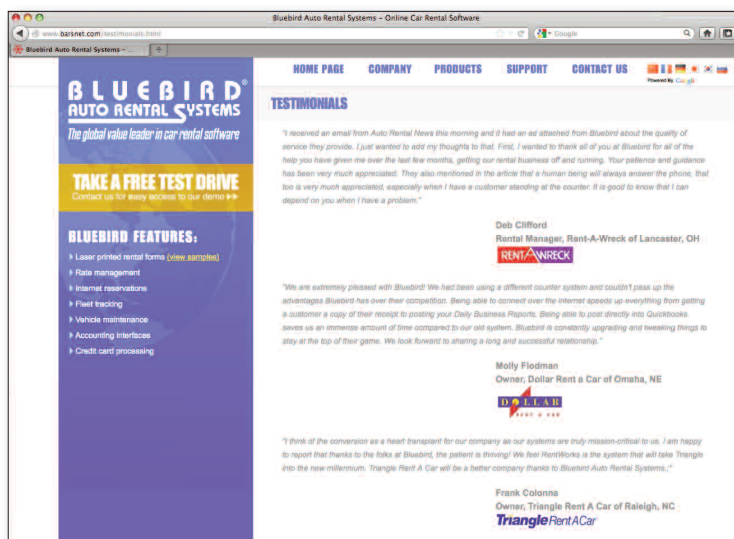 Bluebird Auto Rental Systems – Online Car Rental Software
www.barsnet.com/testimonials.html
Google
Bluebird Auto Rental Systems – ...
HOME PAGE COMPANY PRODUCTS SUPPORT CONTACT US
Powered By Google
BLUEBIRD®
AUTO RENTAL SYSTEMS
The global value leader in car rental software
TAKE A FREE TEST DRIVE
Contact us for easy access to our demo
BLUEBIRD FEATURES:
Laser printed rental forms (view samples)
Rate management
Internet reservations
Fleet tracking
Vehicle maintenance
Accounting interfaces
Credit card processing
TESTIMONIALS
"I received an email from Auto Rental News this morning and it had an ad attached from Bluebird about the quality of
service they provide. I just wanted to add my thoughts to that. First, I wanted to thank all of you at Bluebird for all of the
help you have given me over the last few months, getting our rental business off and running. Your patience and guidance
has been very much appreciated. They also mentioned in the article that a human being will always answer the phone, that
too is very much appreciated, especially when I have a customer standing at the counter. It is good to know that I can
depend on you when I have a problem."
Deb Clifford
Rental Manager, Rent-A-Wreck of Lancaster, OH
RENT A WRECK
"We are extremely pleased with Bluebird! We had been using a different counter system and couldn't pass up the
advantages Bluebird has over their competition. Being able to connect over the internet speeds up everything from getting
a customer a copy of their receipt to posting your Daily Business Reports. Being able to post directly into Quickbooks
saves us an immense amount of time compared to our old system. Bluebird is constantly upgrading and tweaking things to
stay at the top of their game. We look forward to sharing a long and successful relationship."
Molly Flodman
Owner, Dollar Rent a Car of Omaha, NE
DOLLAR
RENT A CAR
"I think of the conversion as a heart transplant for our company as our systems are truly mission-critical to us. I am happy
to report that thanks to the folks at Bluebird, the patient is thriving! We feel RentWorks is the system that will take Triangle
into the new millennium. Triangle Rent A Car will be a better company thanks to Bluebird Auto Rental Systems.;"
Frank Colonna
Owner, Triangle Rent A Car of Raleigh, NC
Triangle Rent A Car